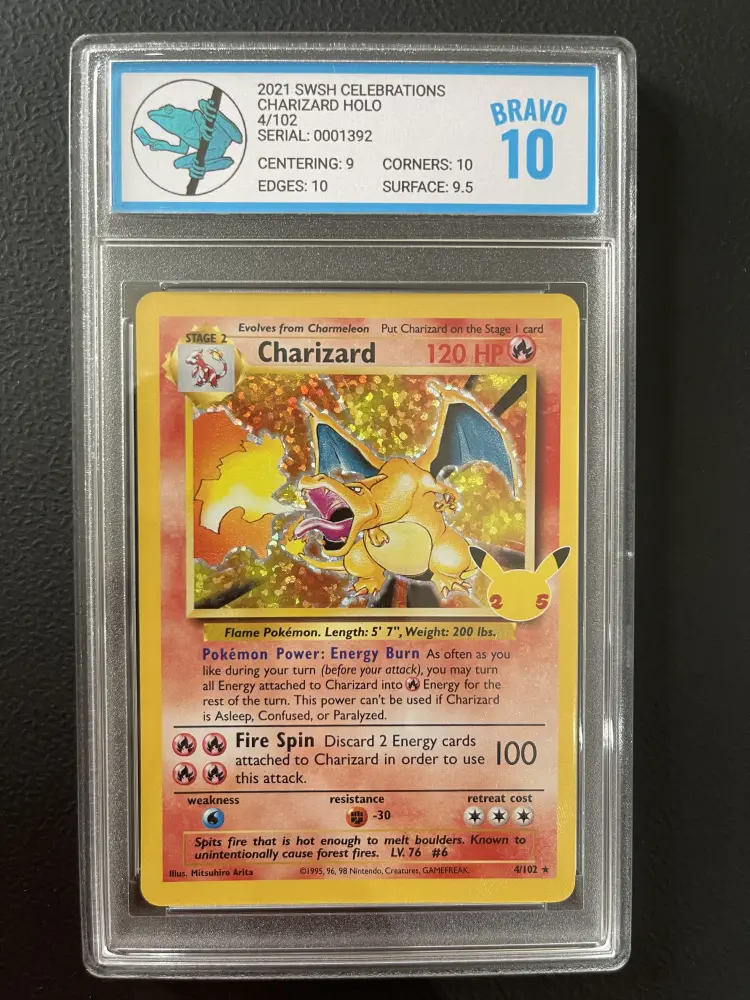 2021 SWSH CELEBRATIONS
CHARIZARD HOLO
4/102
SERIAL: 0001392
CENTERING: 9 CORNERS: 10
EDGES: 10 SURFACE: 9.5
BRAVO
10
Evolves from Charmeleon Put Charizard on the Stage 1 card
STAGE 2
Charizard 120 HP
2 5
Flame Pokémon. Length: 5' 7", Weight: 200 lbs.
Pokémon Power: Energy Burn As often as you
like during your turn (before your attack), you may turn
all Energy attached to Charizard into Energy for the
rest of the turn. This power can't be used if Charizard
is Asleep, Confused, or Paralyzed.
Fire Spin Discard 2 Energy cards
attached to Charizard in order to use 100
this attack.
weakness resistance retreat cost
-30
Spits fire that is hot enough to melt boulders. Known to
unintentionally cause forest fires. LV. 76 #6
Illus. Mitsuhiro Arita ©1995, 96, 98 Nintendo, Creatures, GAMEFREAK. 4/102 ★